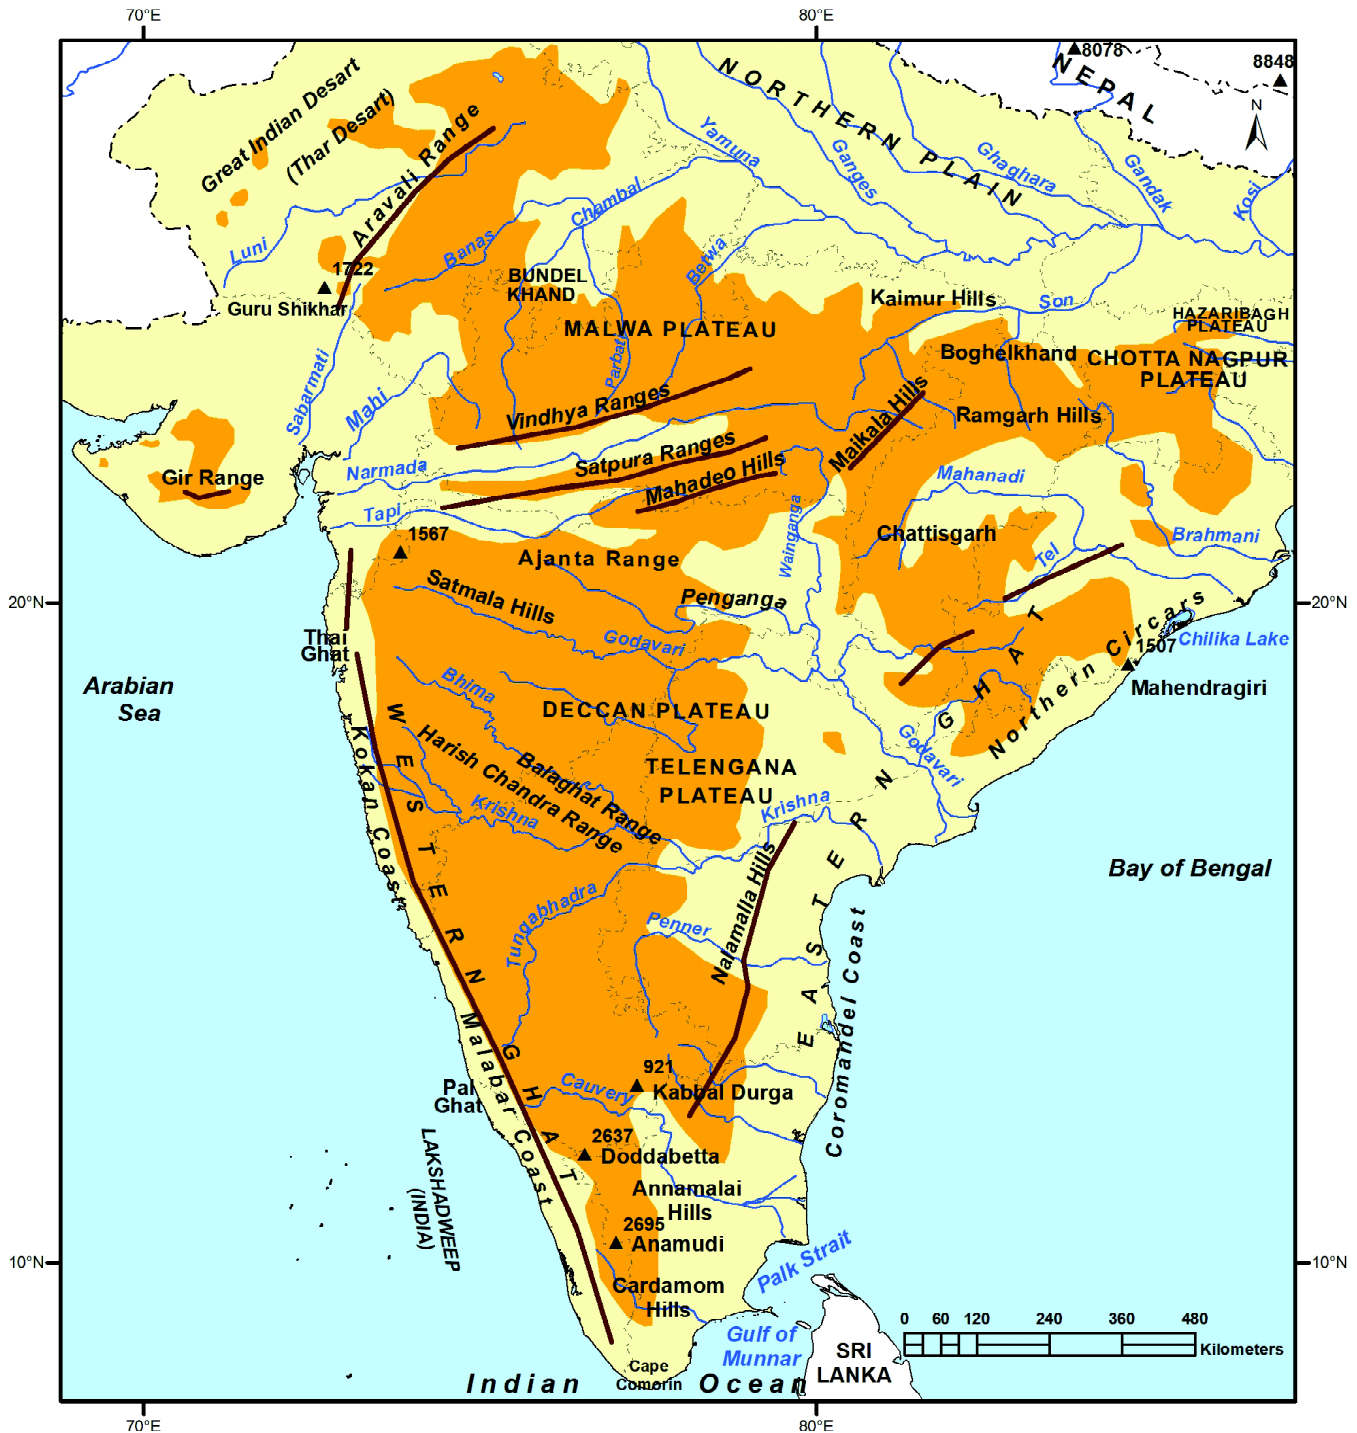 70°E
80°E
8078
8848
NEPAL
N
NORTHERN PLAIN
Great Indian Desart
(Thar Desart)
Aravali Range
Yamuna
Ganges
Ghaghara
Gandak
Kosi
Luni
Banas
Chambal
Betwa
1722
Guru Shikhar
BUNDEL
KHAND
MALWA PLATEAU
Kaimur Hills
Son
HAZARIBAGH
PLATEAU
Boghelkhand
CHOTTA NAGPUR
PLATEAU
Parbati
Sabarmati
Mahi
Vindhya Ranges
Maikala Hills
Ramgarh Hills
Gir Range
Narmada
Satpura Ranges
Mahadeo Hills
Mahanadi
Tapi
1567
Ajanta Range
Wainganga
Chattisgarh
Tel
Brahmani
20°N
20°N
Satmala Hills
Penganga
Godavari
Thai
Ghat
Northern Circars
Chilika Lake
1507
Mahendragiri
Arabian
Sea
Bhima
DECCAN PLATEAU
Godavari
WESTERN GHAT
EASTERN GHAT
Kokan Coast
Harish Chandra Range
Balaghat Range
TELENGANA
PLATEAU
Krishna
Krishna
Bay of Bengal
Nalamalla Hills
Tungabhadra
Penner
Coromandel Coast
Malabar Coast
921
Kabbal Durga
Cauvery
Pal
Ghat
2637
Doddabetta
LAKSHADWEEP
(INDIA)
Annamalai
Hills
2695
Anamudi
Palk Strait
10°N
10°N
Cardamom
Hills
Gulf of
Munnar
0 60 120 240 360 480
Kilometers
SRI
LANKA
Cape
Comorin
Indian Ocean
70°E
80°E